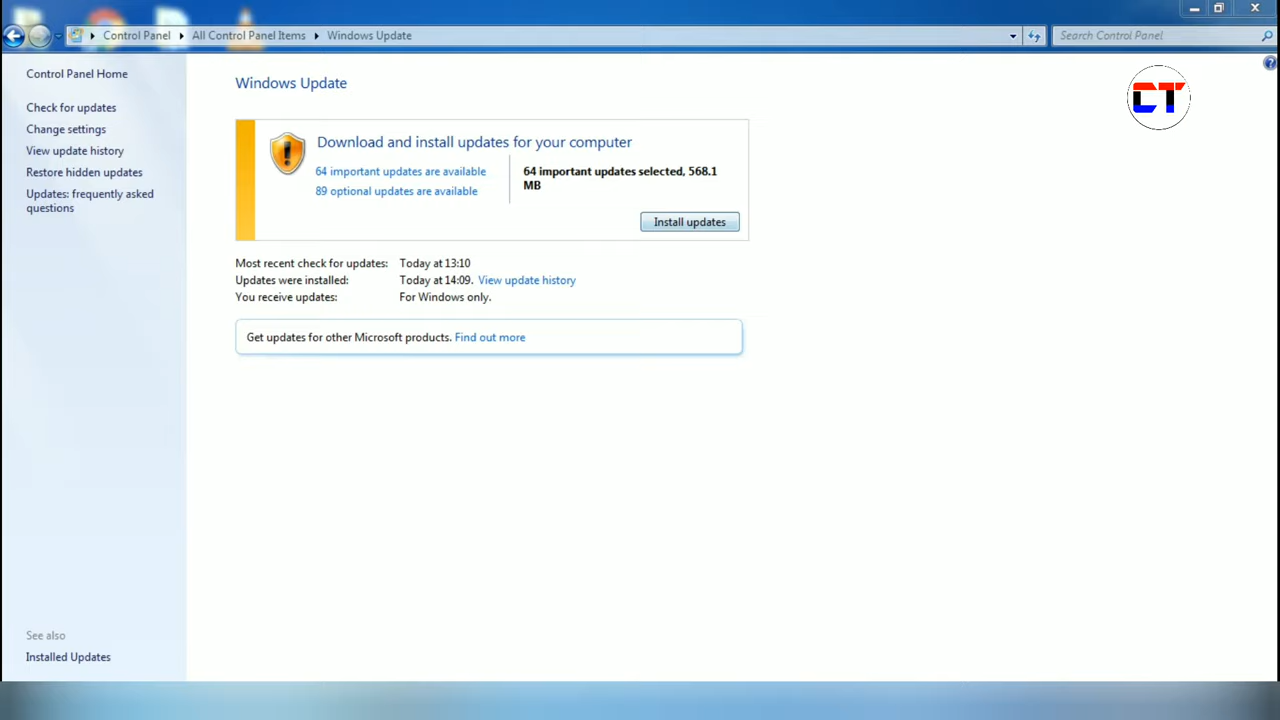 Control Panel All Control Panel Items Windows Update Search Control Panel
Control Panel Home
Check for updates
Change settings
View update history
Restore hidden updates
Updates: frequently asked
questions
Windows Update
CT
Download and install updates for your computer
64 important updates are available
89 optional updates are available
64 important updates selected, 568.1
MB
Install updates
Most recent check for updates: Today at 13:10
Updates were installed: Today at 14:09. View update history
You receive updates: For Windows only.
Get updates for other Microsoft products. Find out more
See also
Installed Updates